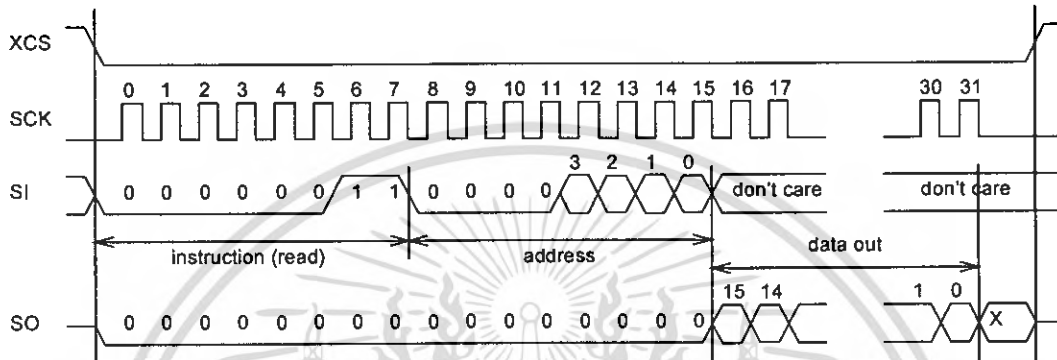 XCS
0 1 2 3 4 5 6 7 8 9 10 11 12 13 14 15 16 17 30 31
SCK
3 2 1 0
SI 0 0 0 0 0 0 1 1 0 0 0 0 don't care don't care
instruction (read) address data out
15 14 1 0
SO 0 0 0 0 0 0 0 0 0 0 0 0 0 0 0 0 X